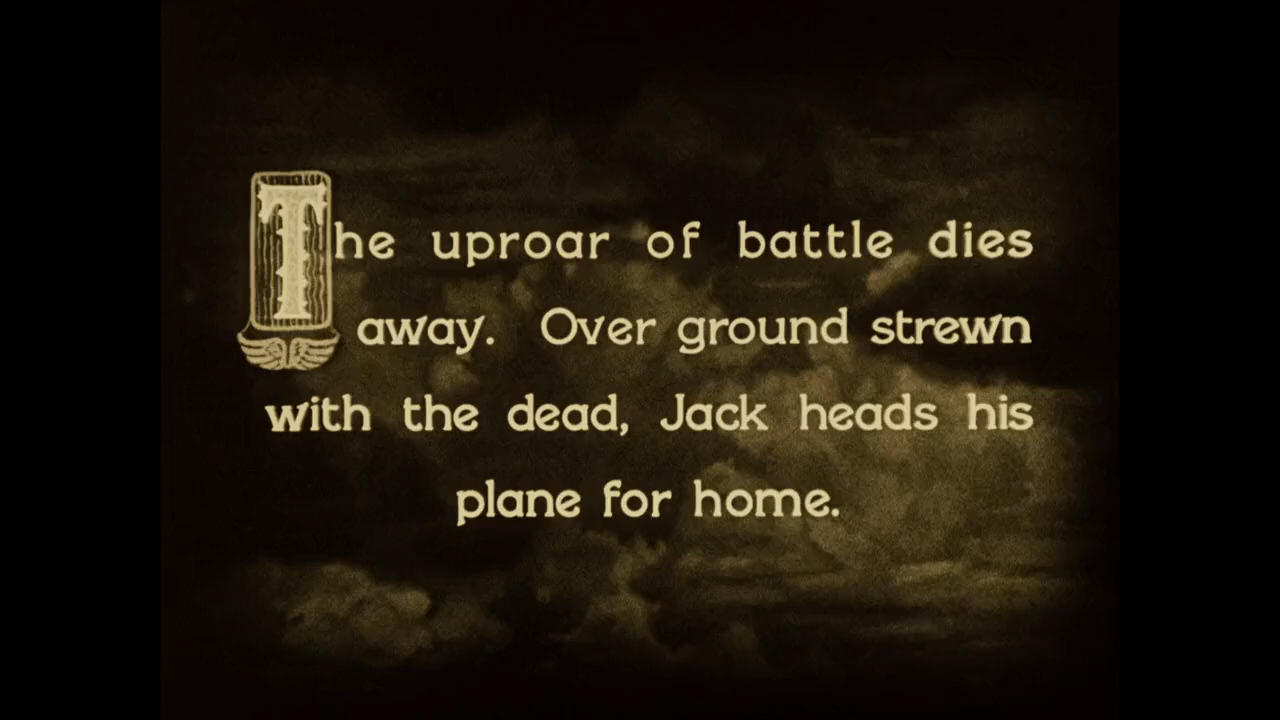 The uproar of battle dies
away. Over ground strewn
with the dead, Jack heads his
plane for home.